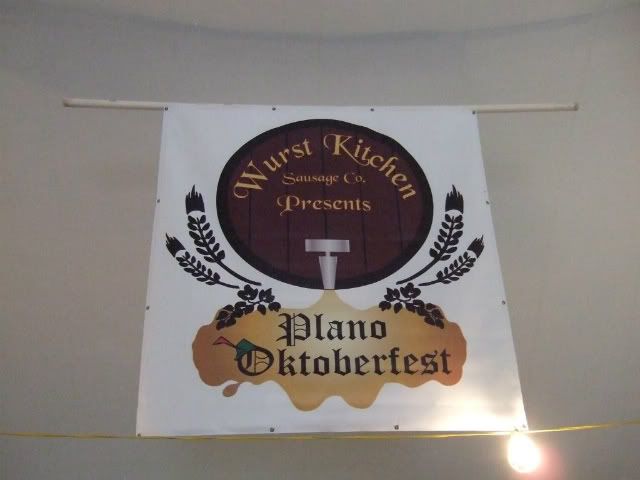 Wurst Kitchen
Sausage Co.
Presents
Plano
Oktoberfest